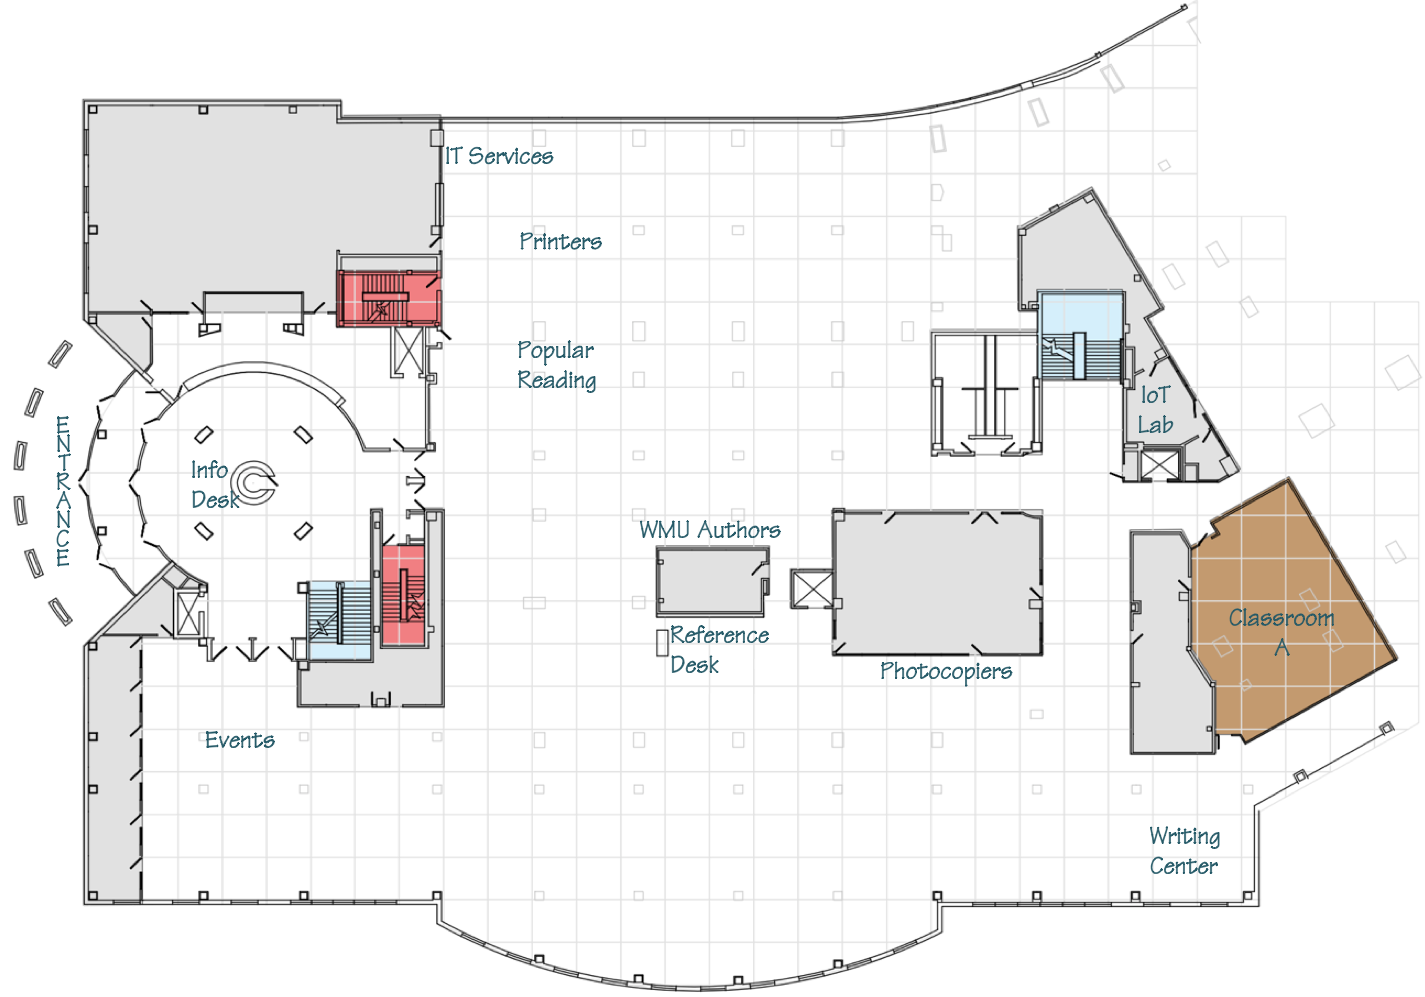 IT Services
Printers
Popular
Reading
IoT
Lab
ENTRANCE
Info
Desk
WMU Authors
Classroom
A
Reference
Desk
Photocopiers
Events
Writing
Center